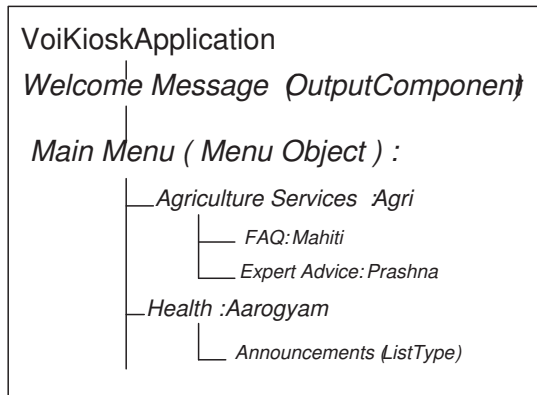 VoiKioskApplication
Welcome Message (OutputComponent)
Main Menu ( Menu Object ) :
Agriculture Services :Agri
FAQ:Mahiti
Expert Advice:Prashna
Health :Aarogyam
Announcements (ListType)